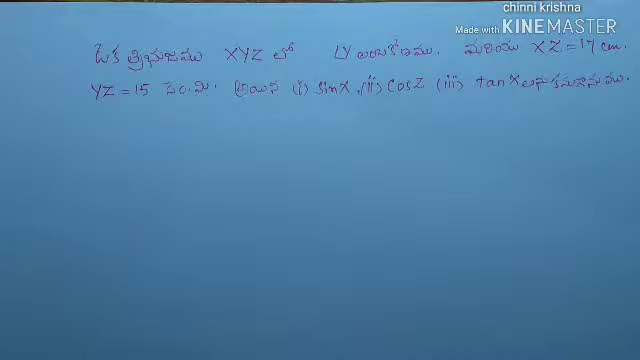 chinni krishna
Made with KINEMASTER
ఒక త్రిభుజము XYZ లో ∠Y లంబకోణము. మరియు XZ = 17 cm.
YZ = 15 సెం.మి. అయిన (i) sinX, (ii) cosZ (iii) tanX లను కనుగొనుము.